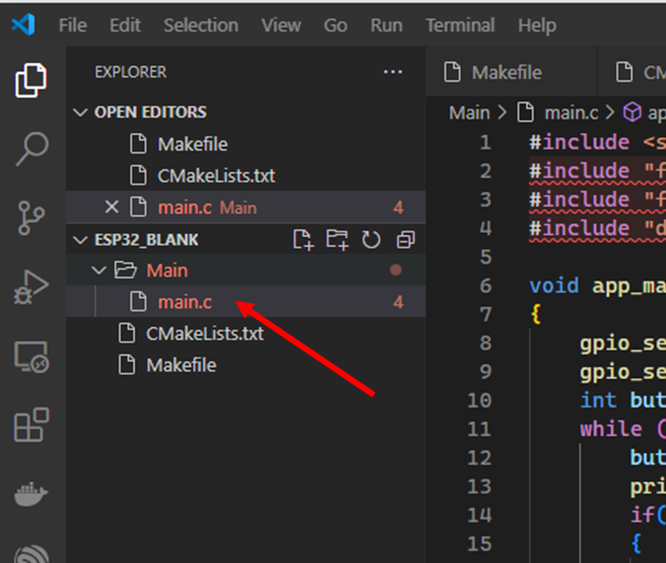 File Edit Selection View Go Run Terminal Help
EXPLORER ...
OPEN EDITORS
Makefile
CMakeLists.txt
main.c Main 4
ESP32_BLANK
Main
main.c 4
CMakeLists.txt
Makefile
Makefile CM
Main > main.c > ap
1 #include <s
2 #include "f
3 #include "f
4 #include "d
5
6 void app_ma
7 {
8 gpio_se
9 gpio_se
10 int but
11 while (
12 but
13 pri
14 if(
15 {